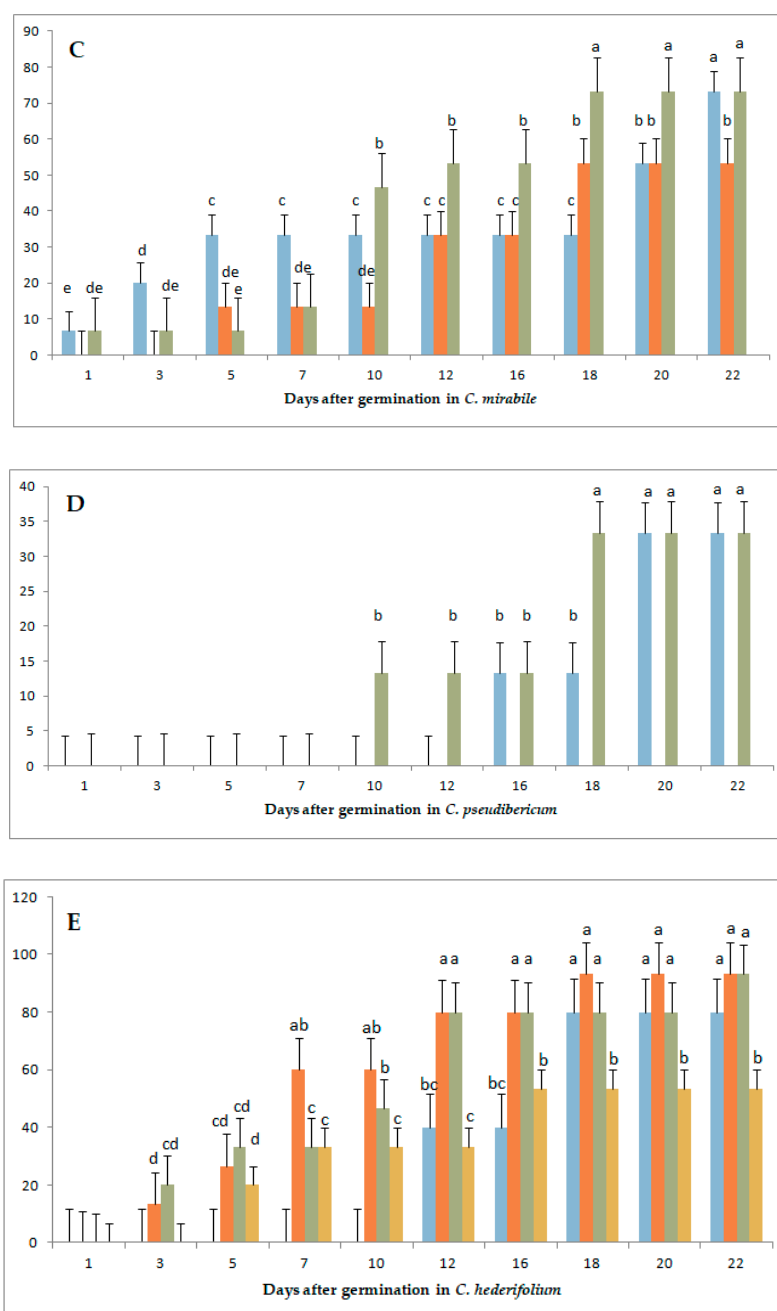 C
90
80
70
60
50
40
30
20
10
0
e de d de c de e c de c de b c c b c c b c b a b b a a b a
1 3 5 7 10 12 16 18 20 22
Days after germination in C. mirabile
D
40
35
30
25
20
15
10
5
0
b b b b b a a a a a
1 3 5 7 10 12 16 18 20 22
Days after germination in C. pseudibericum
E
120
100
80
60
40
20
0
d cd cd cd d ab c c ab b c bc a a c bc a a b a a a b a a a b a a a b
1 3 5 7 10 12 16 18 20 22
Days after germination in C. hederifolium